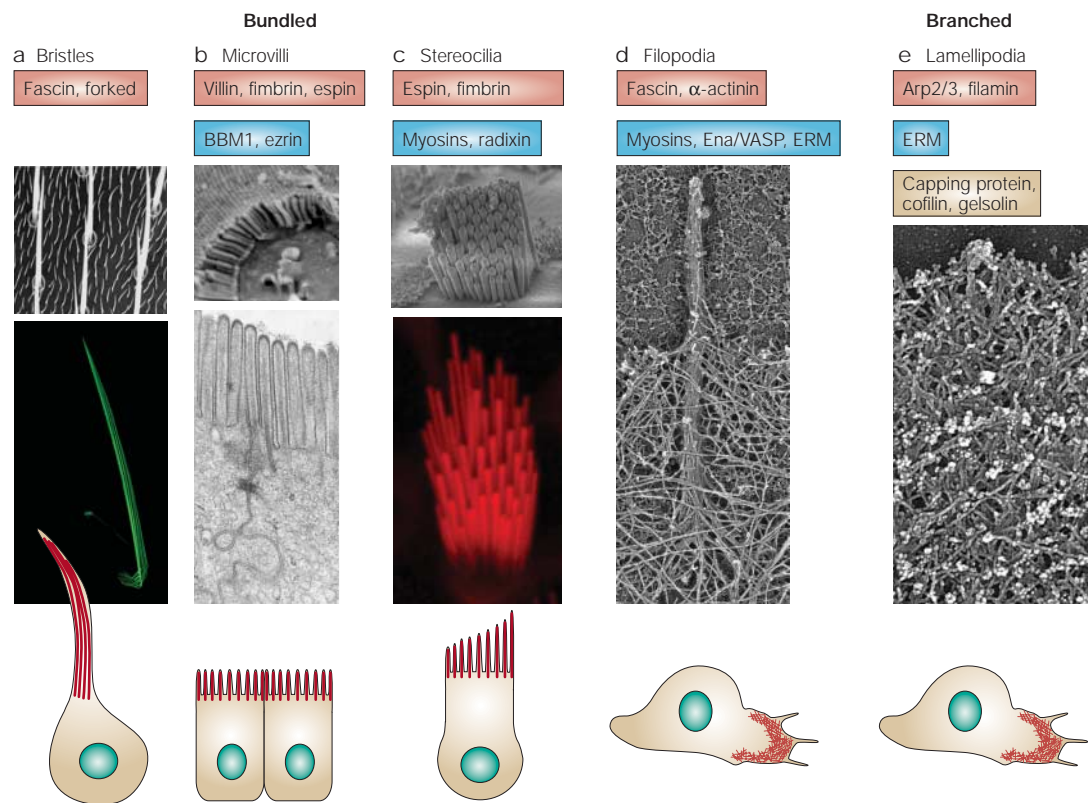 Bundled
Branched
a Bristles
Fascin, forked
b Microvilli
Villin, fimbrin, espin
BBM1, ezrin
c Stereocilia
Espin, fimbrin
Myosins, radixin
d Filopodia
Fascin, α-actinin
Myosins, Ena/VASP, ERM
e Lamellipodia
Arp2/3, filamin
ERM
Capping protein,
cofilin, gelsolin